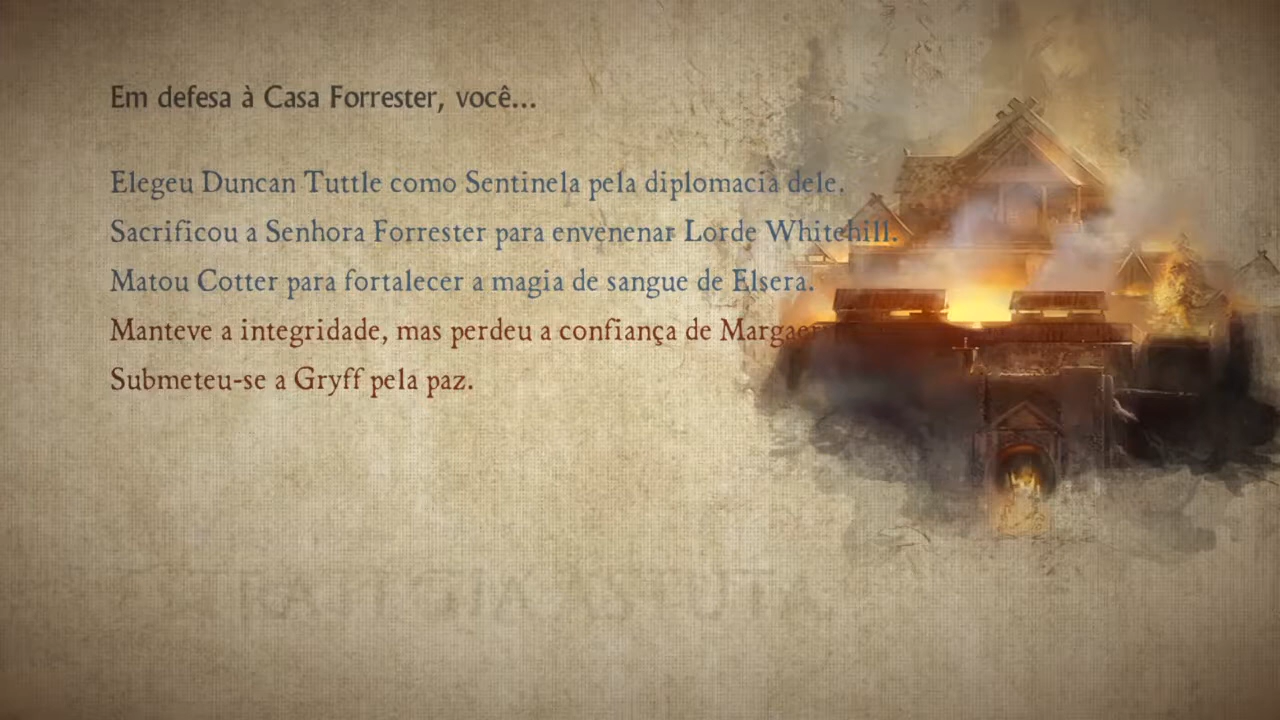 Em defesa à Casa Forrester, você...
Elegeu Duncan Tuttle como Sentinela pela diplomacia dele.
Sacrificou a Senhora Forrester para envenenar Lorde Whitehill.
Matou Cotter para fortalecer a magia de sangue de Elsera.
Manteve a integridade, mas perdeu a confiança de
Submeteu-se a Gryff pela paz.